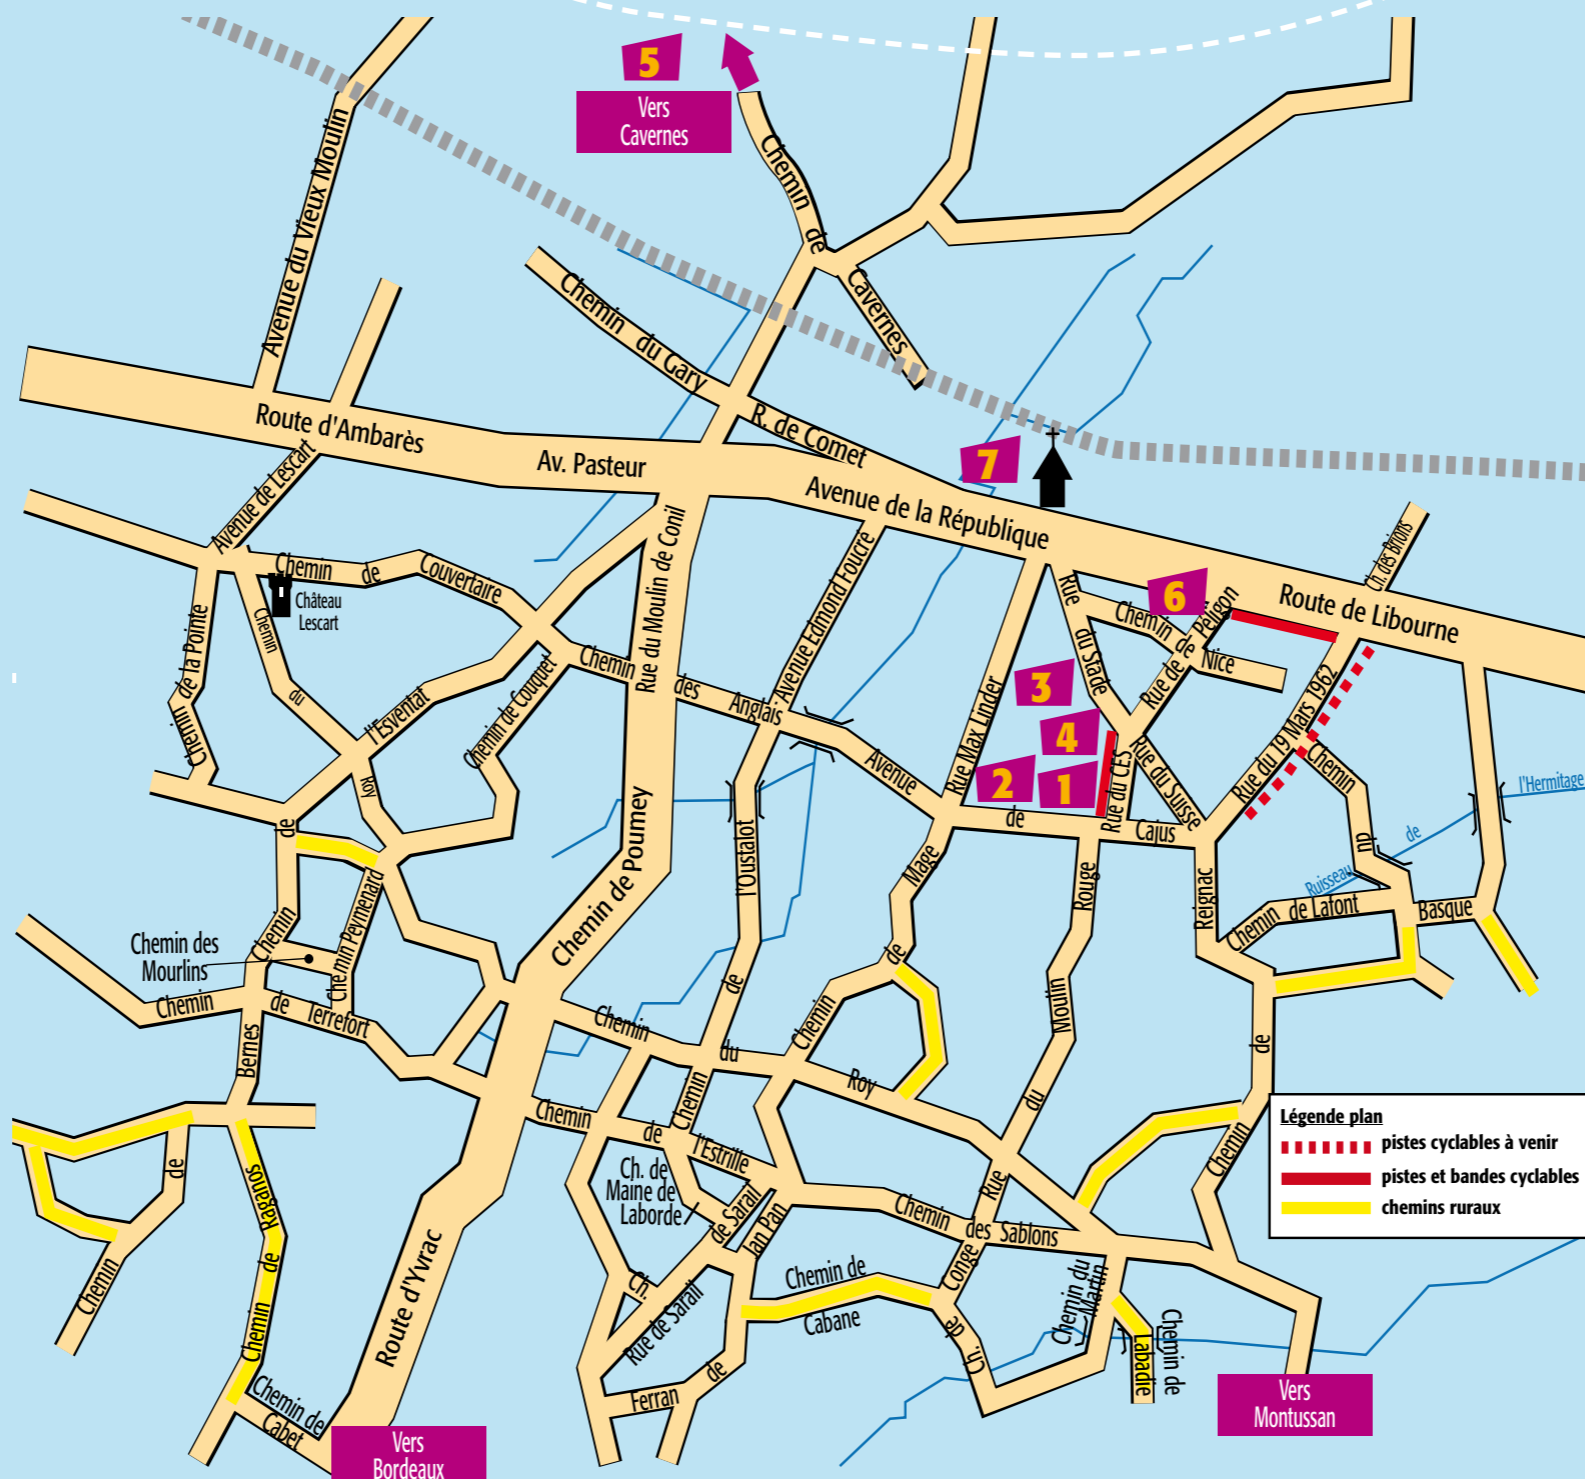 5
Vers
Cavernes
Chemin de Cavernes
Avenue du Vieux Moulin
Chemin du Gary
R. de Comet
Route d'Ambarès
Av. Pasteur
Avenue de la République
7
Route de Libourne
Ch. des Brions
Avenue de Lescart
Chemin de Couvertaire
Château
Lescart
Chemin de la Pointe
Chemin du Roy
l'Esventat
Chemin de Couquet
Rue du Moulin de Conil
Chemin des Anglais
Avenue Edmond Foucré
Rue Max Linder
Rue du Stade
Chemin de Nice
6
Rue de Peligon
3
4
2
1
Rue du CES
Rue du Suisse
Rue du 19 Mars 1962
Avenue de Cajus
Chemin du Basque
l'Hermitage
de
Ruisseau
Chemin de Lafont
Chemin de Poumey
l'Oustalot
de
Chemin
Mage
de
Chemin
Rouge
Moulin
du
Rue
Reignac
de
Chemin
de
Chemin
Bernes
Chemin Peymenard
Chemin des
Mourlins
Chemin de Terrefort
Chemin du Roy
Chemin de l'Estrille
Ch. de
Maine de
Laborde
de Sarail
Ch.
Rue de Sarail
Jan Pan
de
Ferran
Chemin des Sablons
Chemin de
Cabane
Conge
de
Ch.
Chemin du
Martin
Chemin de
Labadie
de
Chemin
Raganos
de
Chemin
Chemin de
Cabet
Route d'Yvrac
Vers
Bordeaux
Vers
Montussan
Légende plan
pistes cyclables à venir
pistes et bandes cyclables
chemins ruraux